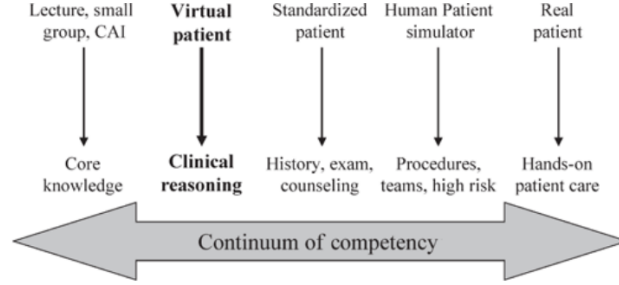 Lecture, small
group, CAI
Virtual
patient
Standardized
patient
Human Patient
simulator
Real
patient
Core
knowledge
Clinical
reasoning
History, exam,
counseling
Procedures,
teams, high risk
Hands-on
patient care
Continuum of competency